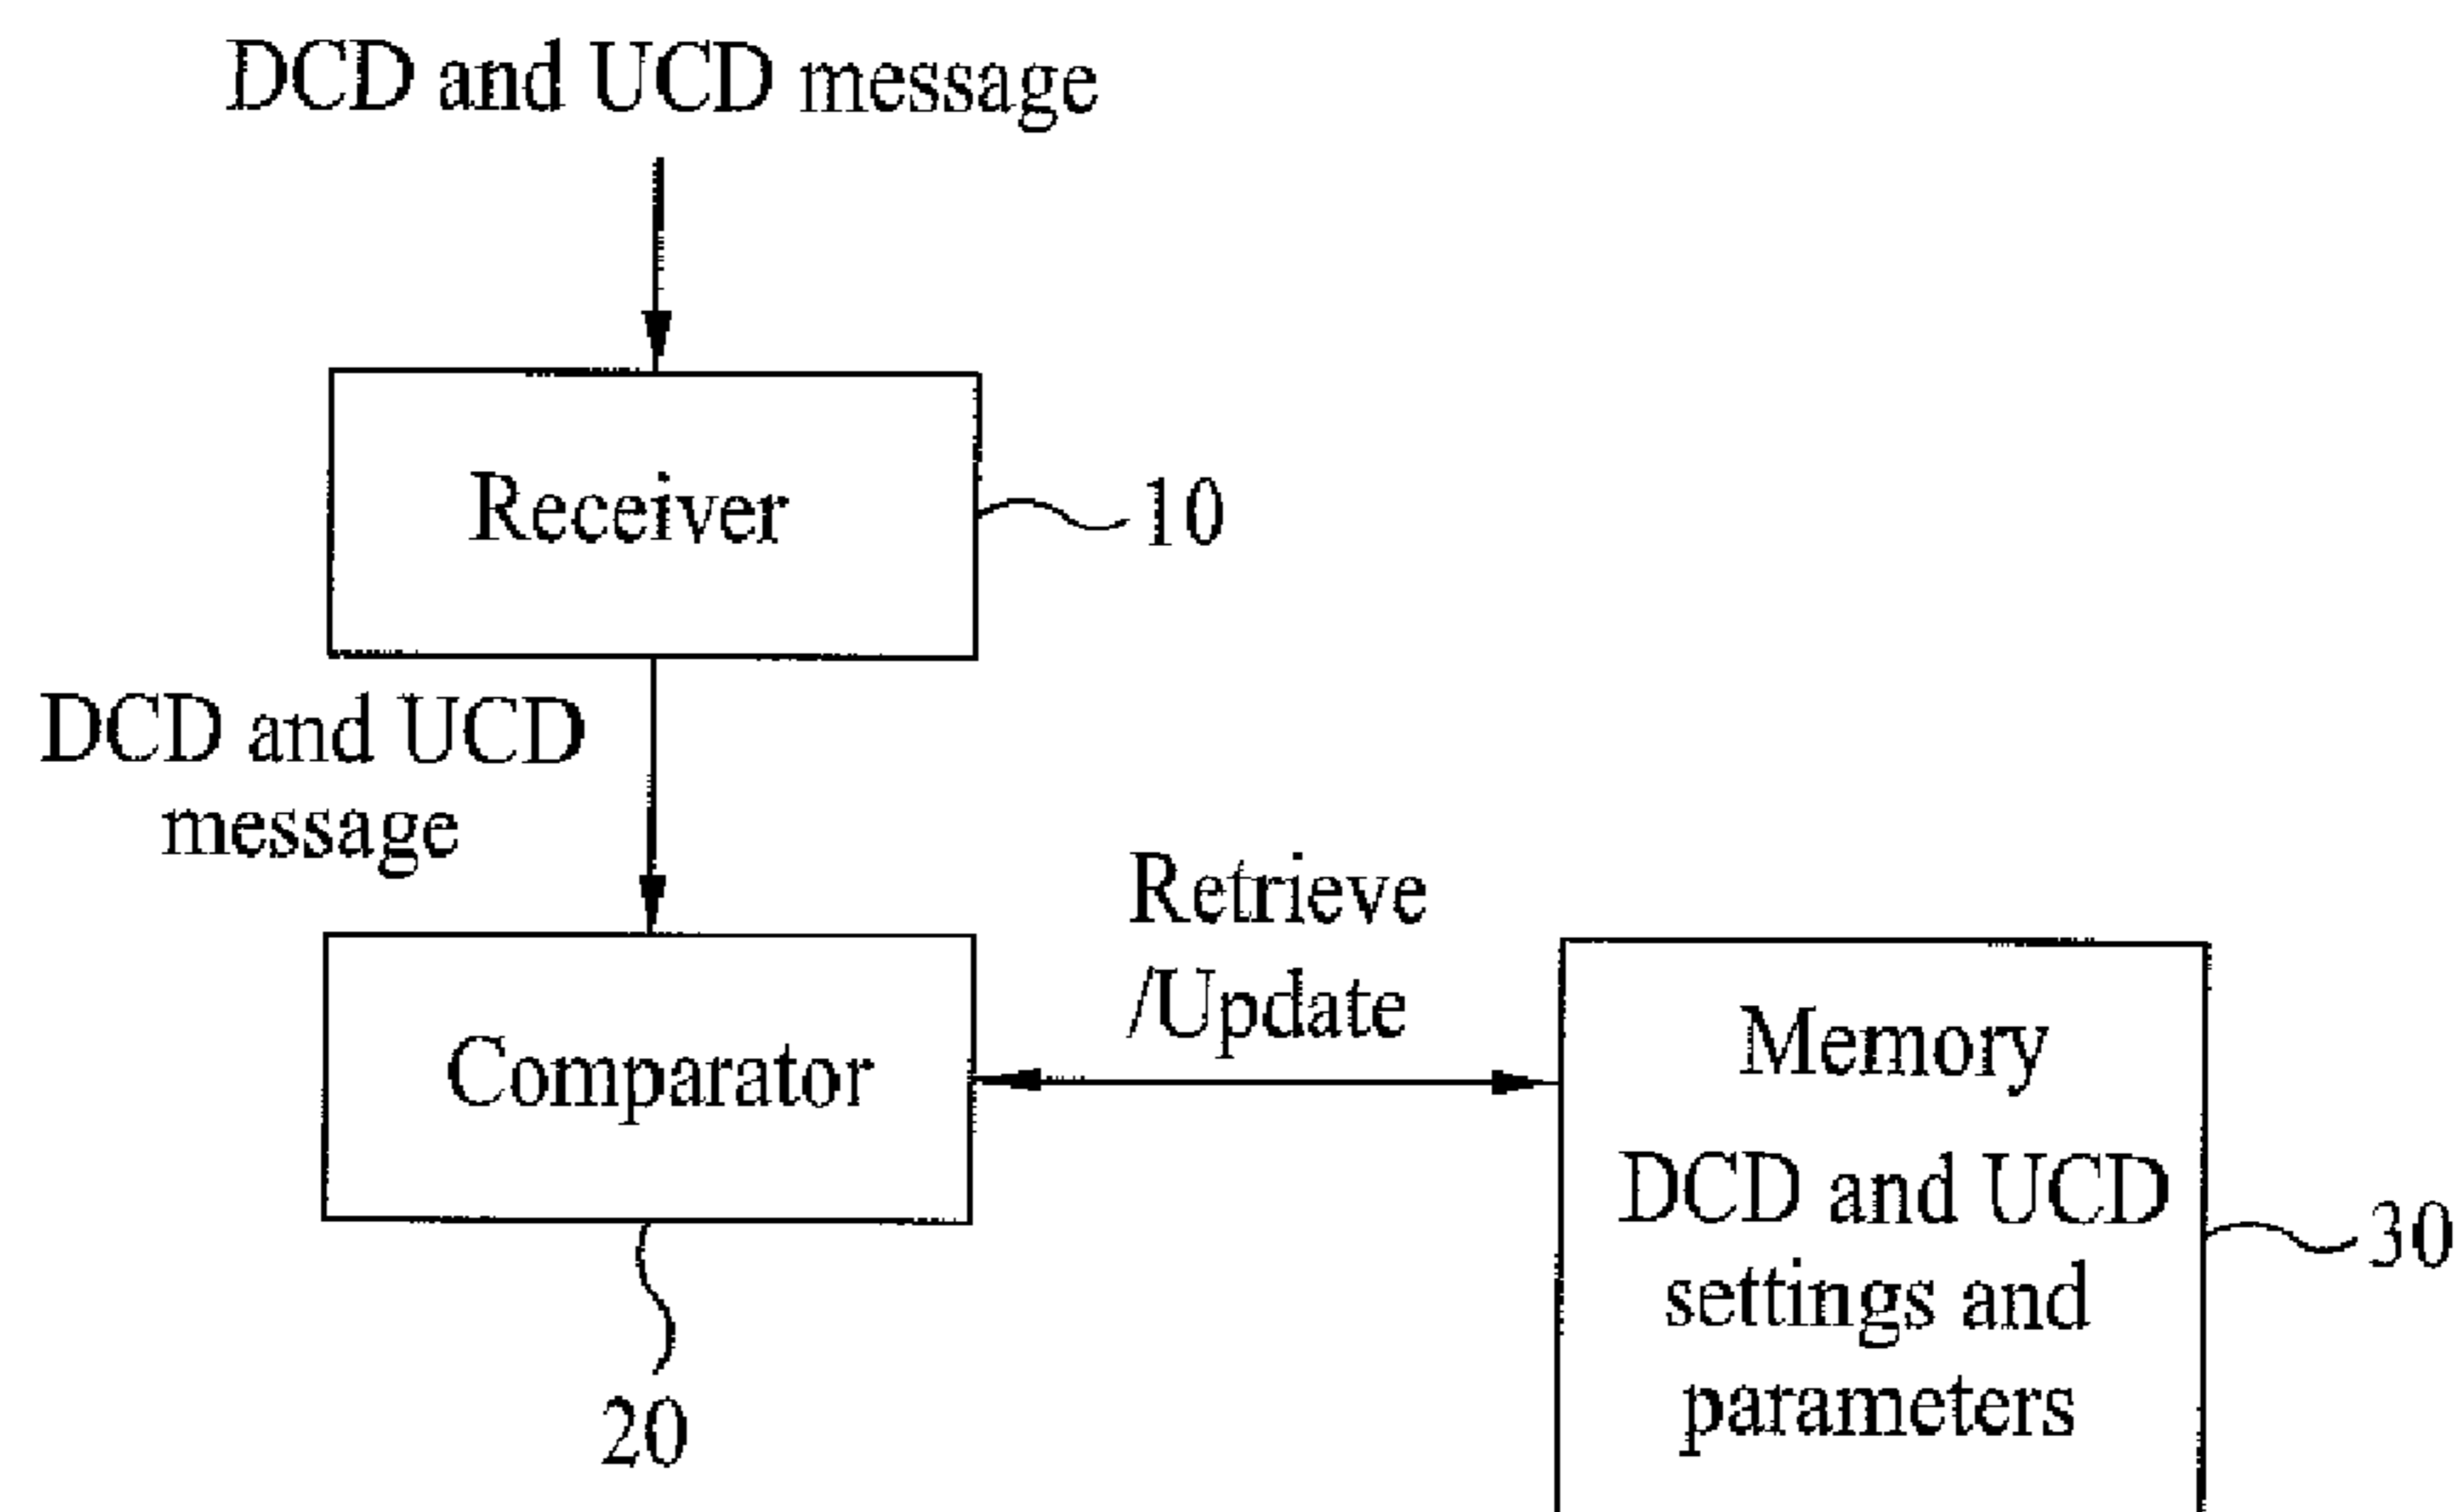 DCD and UCD message
Receiver
10
DCD and UCD
message
Retrieve
/Update
Comparator
20
Memory
DCD and UCD
settings and
parameters
30